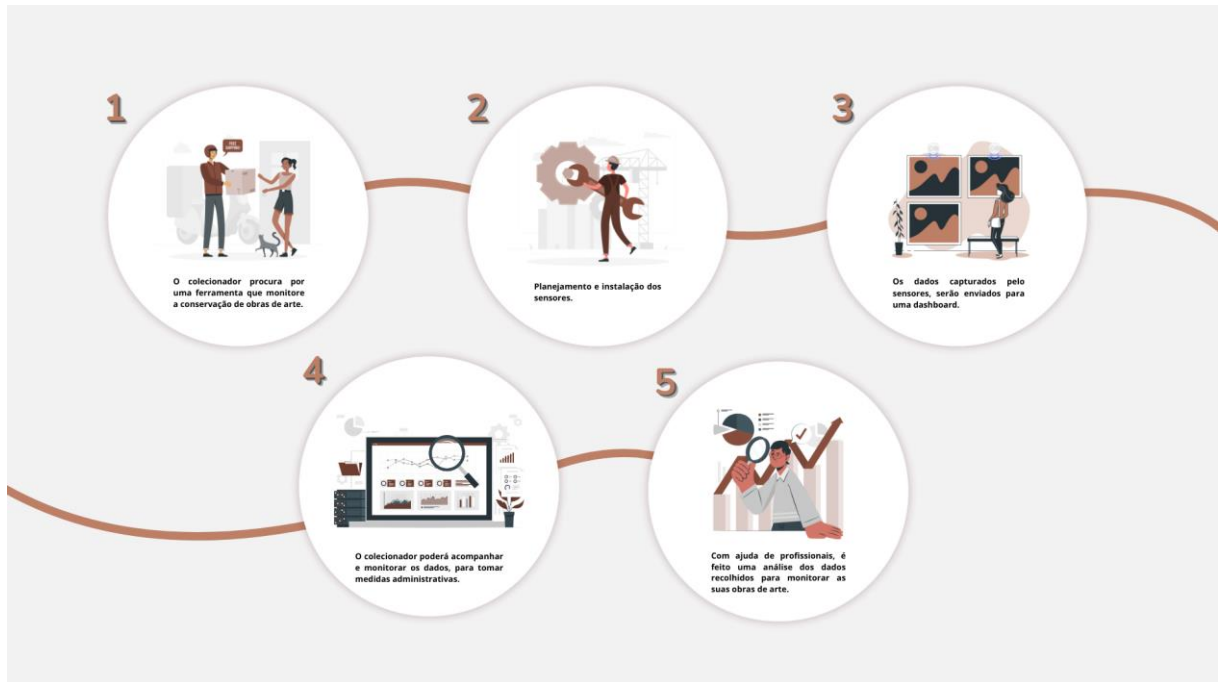 1
FREE
SHIPPING
O colecionador procura por
uma ferramenta que monitore
a conservação de obras de arte.
2
Planejamento e instalação dos
sensores.
3
Os dados capturados pelo
sensores, serão enviados para
uma dashboard.
4
O colecionador poderá acompanhar
e monitorar os dados, para tomar
medidas administrativas.
5
Com ajuda de profissionais, é
feito uma análise dos dados
recolhidos para monitorar as
suas obras de arte.